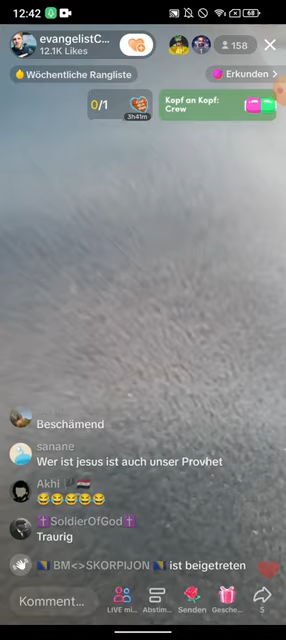 12:42
68
evangelistC...
12.1K Likes
1
158
Wöchentliche Rangliste
Erkunden
0/1
3h41m
Kopf an Kopf:
Crew
Beschämend
sanane
Wer ist jesus ist auch unser Provhet
Akhi
SoldierOfGod
Traurig
BM<>SKORPIJON ist beigetreten
Komment...
LIVE mi...
Abstim...
Senden
Gesche...
5